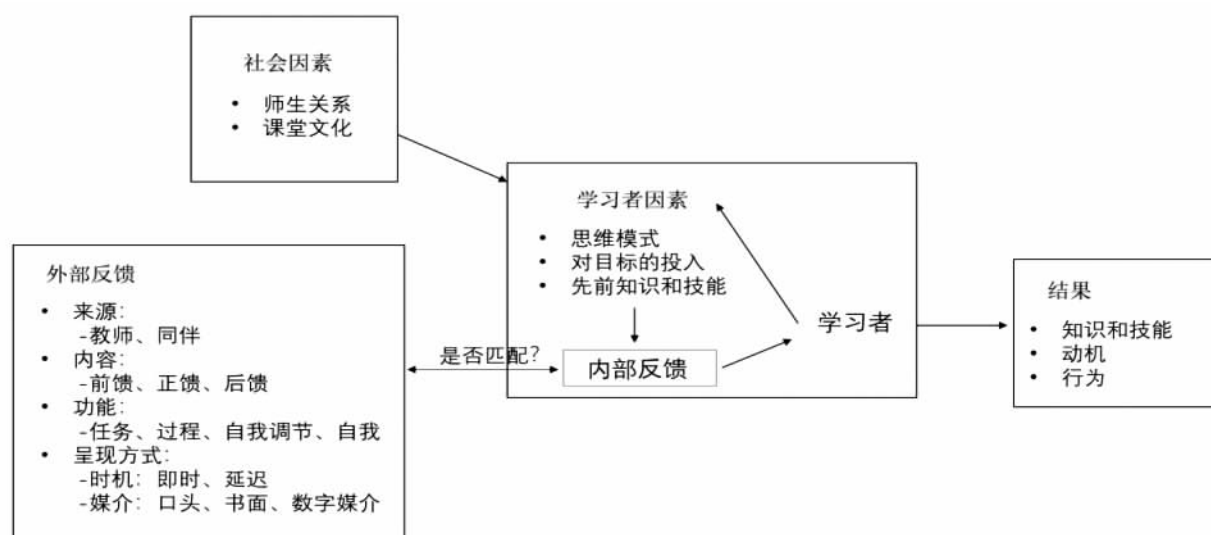 社会因素
• 师生关系
• 课堂文化
学习者因素
• 思维模式
• 对目标的投入
• 先前知识和技能
学习者
内部反馈
是否匹配？
外部反馈
• 来源：
-教师、同伴
• 内容：
-前馈、正馈、后馈
• 功能：
-任务、过程、自我调节、自我
• 呈现方式：
-时机：即时、延迟
-媒介：口头、书面、数字媒介
结果
• 知识和技能
• 动机
• 行为